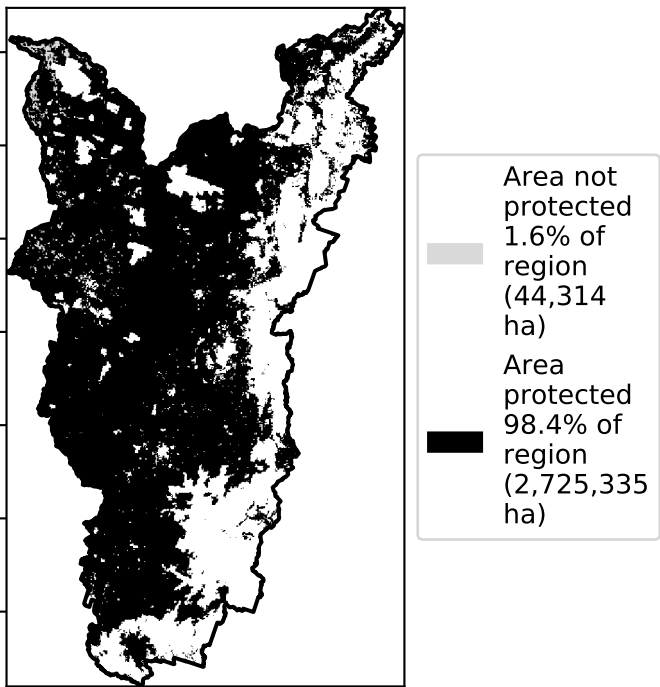 Area not
protected
1.6% of
region
(44,314
ha)
Area
protected
98.4% of
region
(2,725,335
ha)